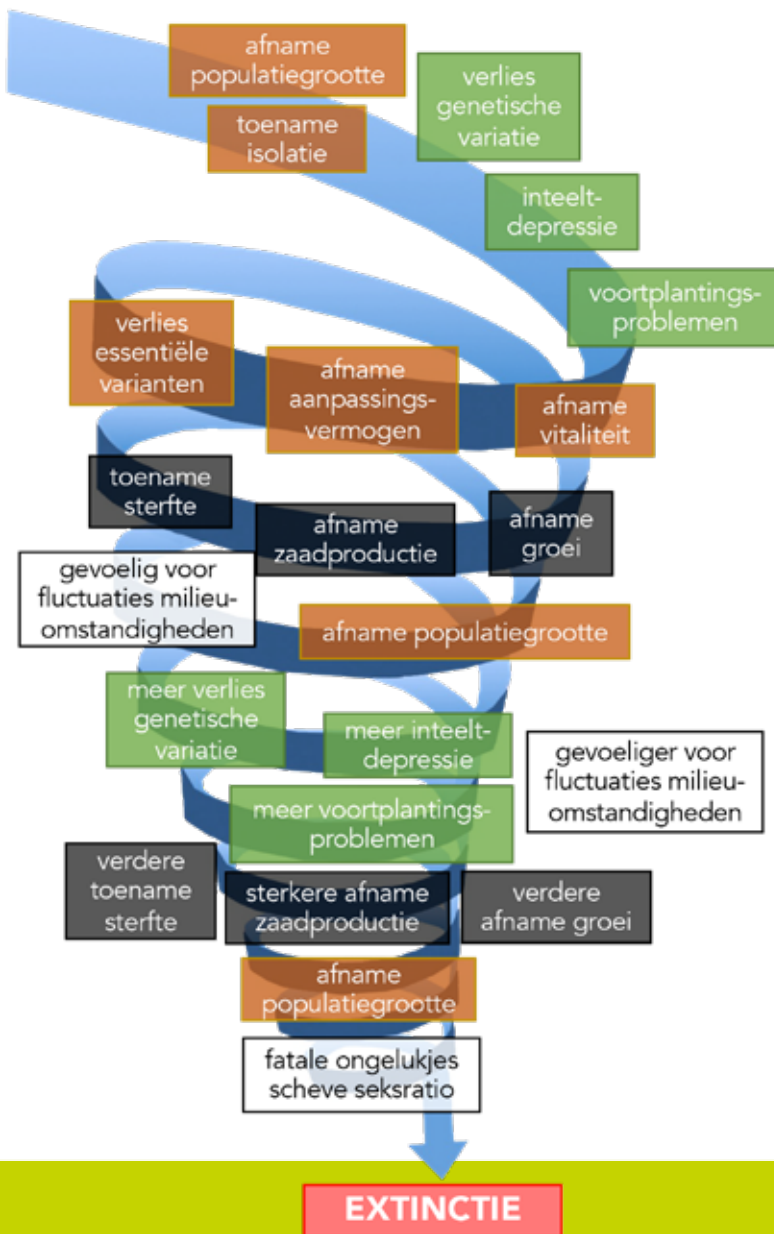 afname
populatiegrootte
toename
isolatie
verlies
genetische
variatie
inteelt-
depressie
voortplantings-
problemen
verlies
essentiële
varianten
afname
aanpassings-
vermogen
afname
vitaliteit
toename
sterfte
afname
zaadproductie
afname
groei
gevoelig voor
fluctuaties milieu-
omstandigheden
afname populatiegrootte
meer verlies
genetische
variatie
meer inteelt-
depressie
gevoeliger voor
fluctuaties milieu-
omstandigheden
meer voortplantings-
problemen
verdere
toename
sterfte
sterkere afname
zaadproductie
verdere
afname groei
afname
populatiegrootte
fatale ongelukjes
scheve seksratio
EXTINCTIE